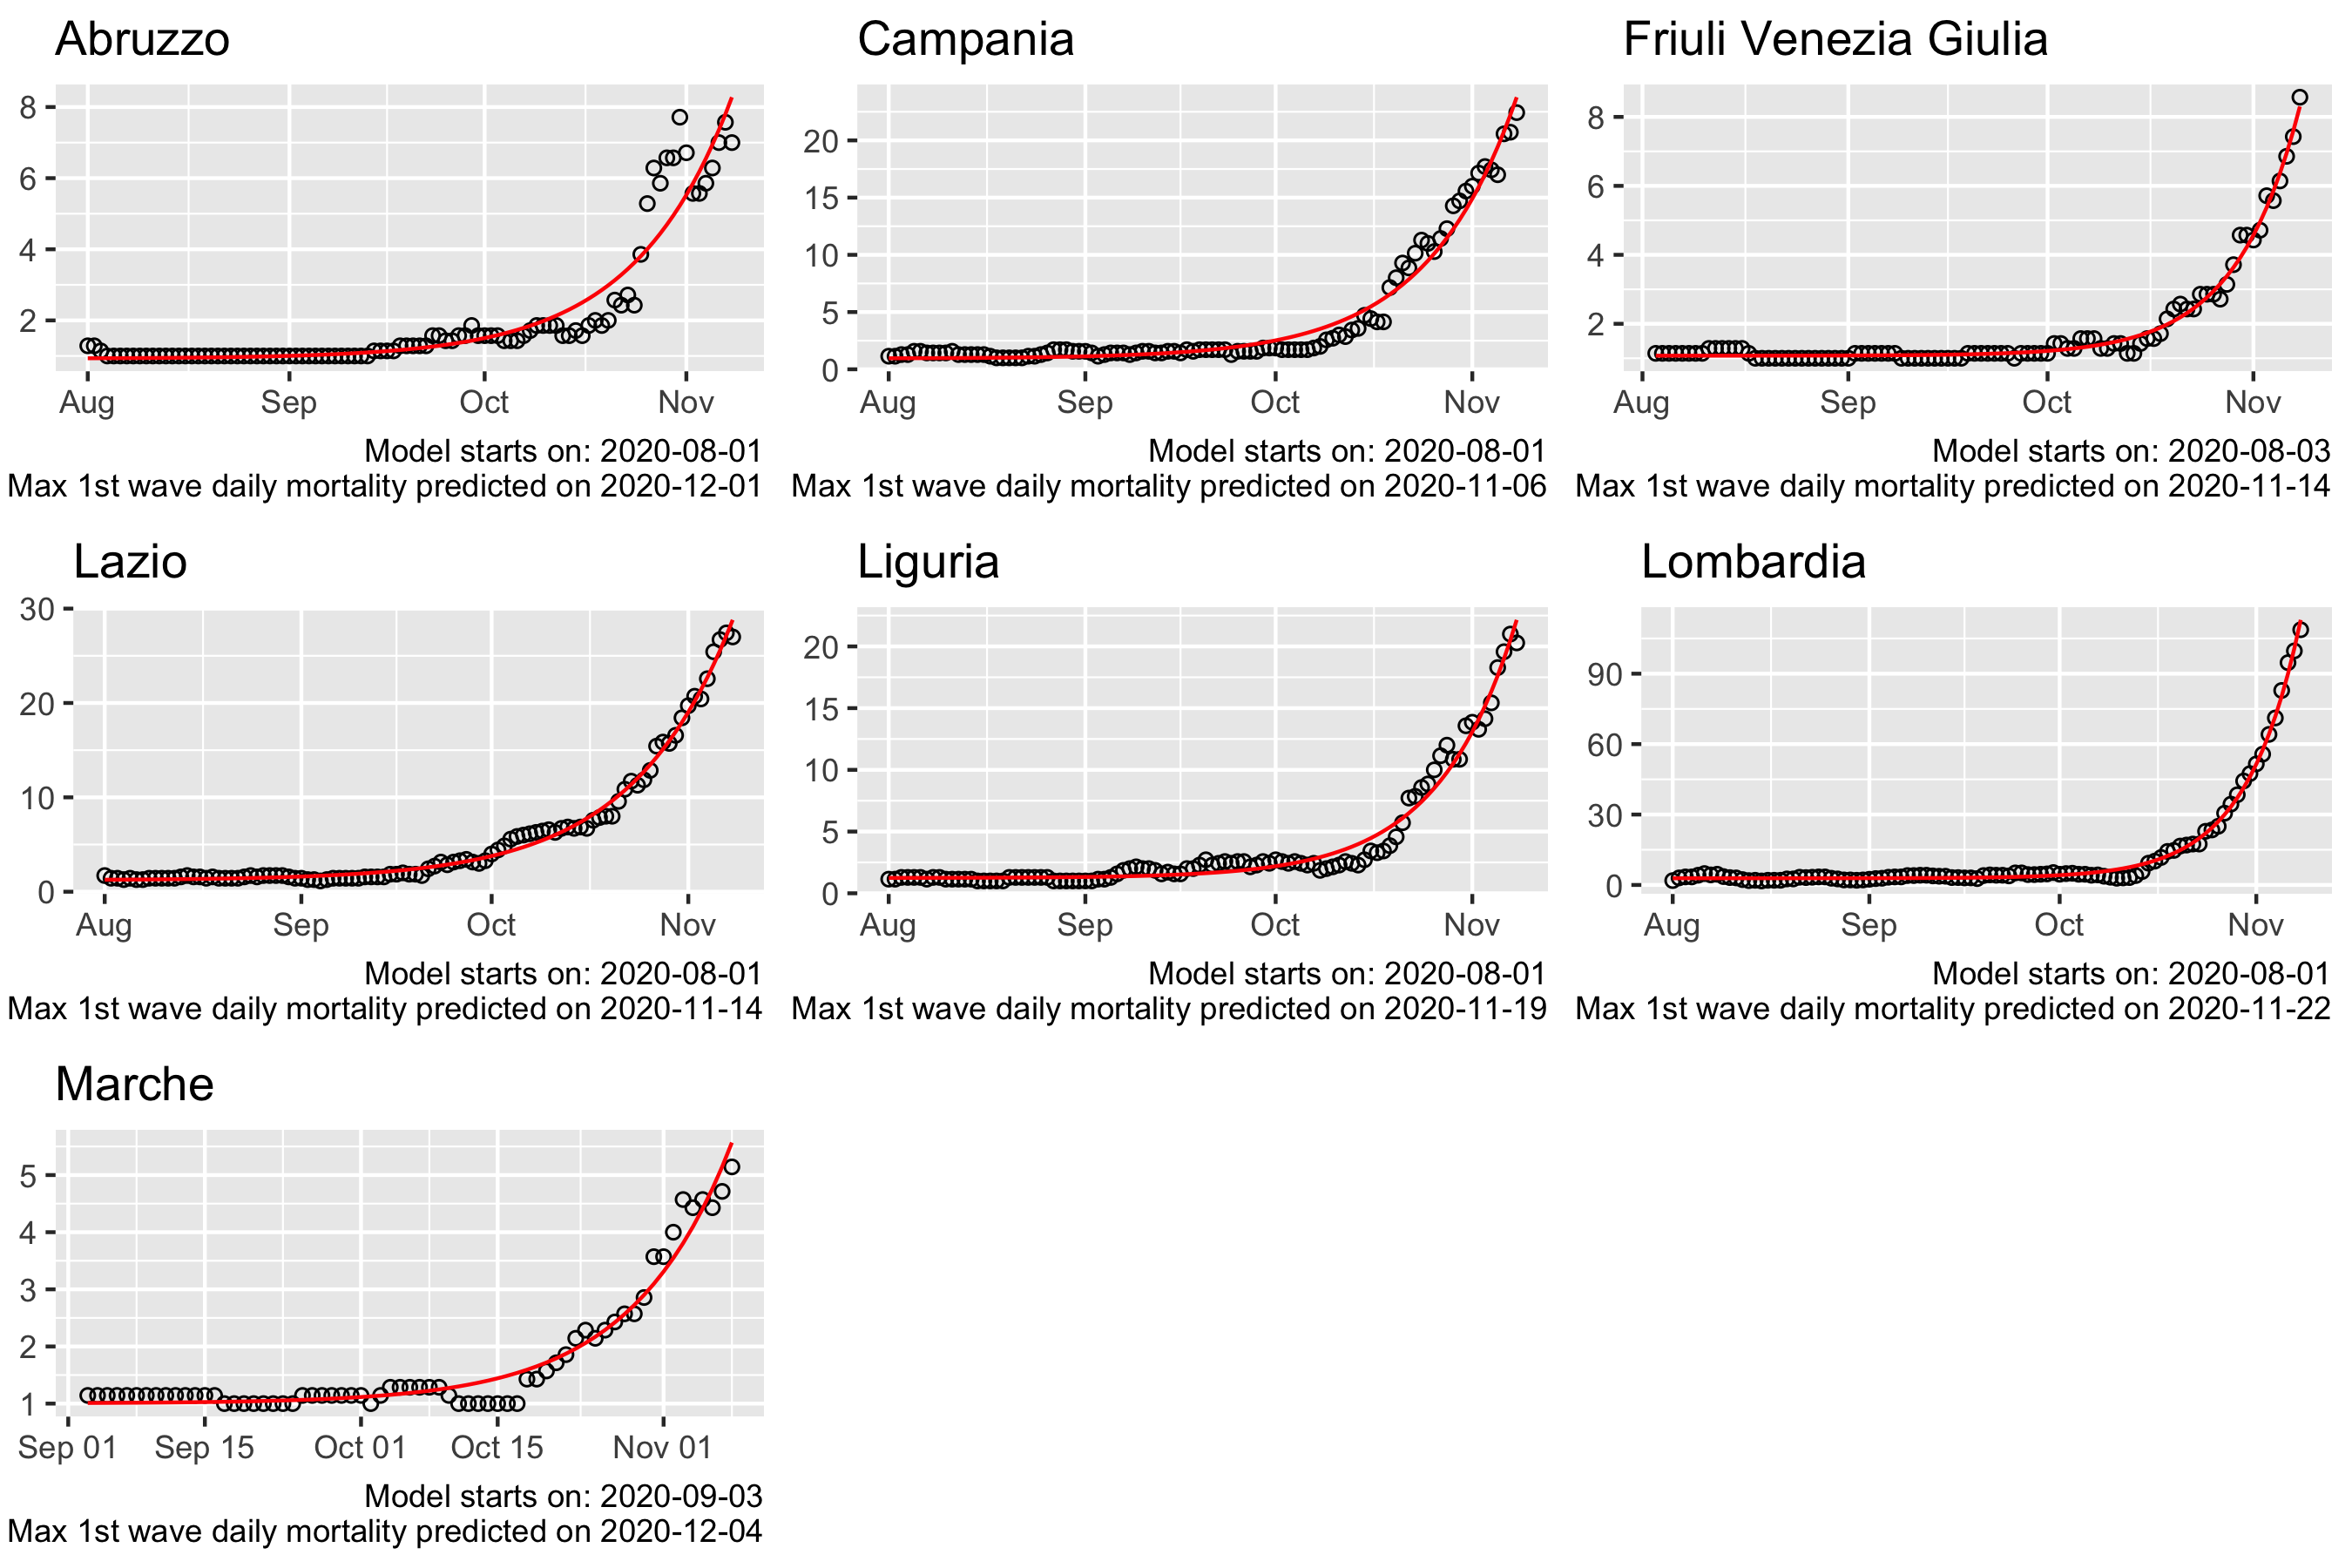 Abruzzo
8
6
4
2
Aug Sep Oct Nov
Model starts on: 2020-08-01
Max 1st wave daily mortality predicted on 2020-12-01
Campania
20
15
10
5
0
Aug Sep Oct Nov
Model starts on: 2020-08-01
Max 1st wave daily mortality predicted on 2020-11-06
Friuli Venezia Giulia
8
6
4
2
Aug Sep Oct Nov
Model starts on: 2020-08-03
Max 1st wave daily mortality predicted on 2020-11-14
Lazio
30
20
10
0
Aug Sep Oct Nov
Model starts on: 2020-08-01
Max 1st wave daily mortality predicted on 2020-11-14
Liguria
20
15
10
5
0
Aug Sep Oct Nov
Model starts on: 2020-08-01
Max 1st wave daily mortality predicted on 2020-11-19
Lombardia
90
60
30
0
Aug Sep Oct Nov
Model starts on: 2020-08-01
Max 1st wave daily mortality predicted on 2020-11-22
Marche
5
4
3
2
1
Sep 01 Sep 15 Oct 01 Oct 15 Nov 01
Model starts on: 2020-09-03
Max 1st wave daily mortality predicted on 2020-12-04